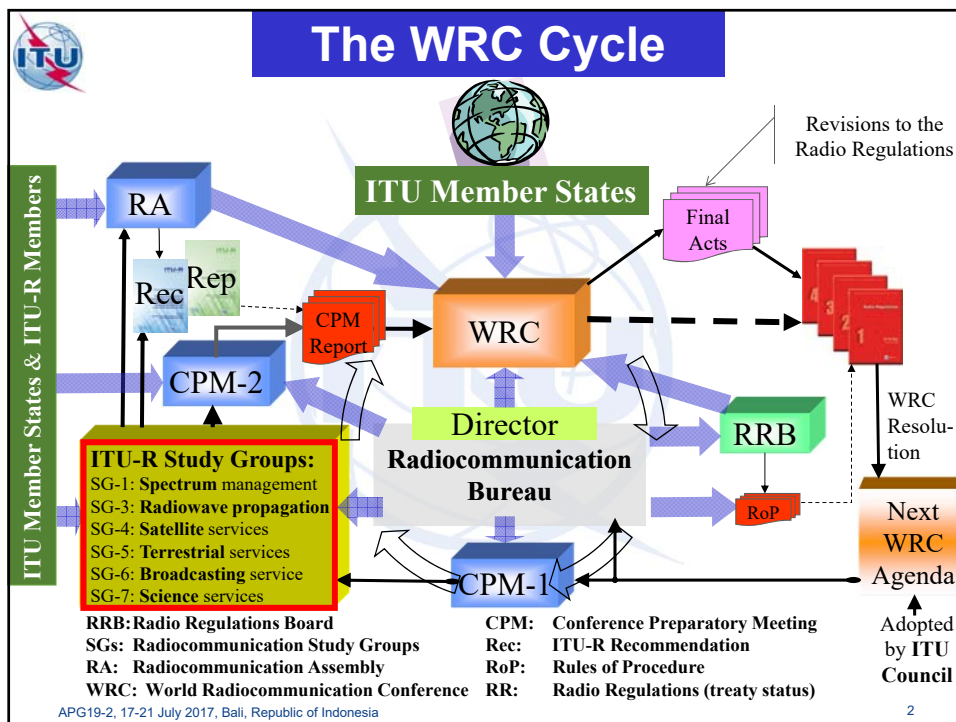 ITU
The WRC Cycle
ITU Member States & ITU-R Members
ITU Member States
Revisions to the
Radio Regulations
RA
Rec
Rep
CPM
Report
WRC
Final
Acts
4
3
2
1
CPM-2
Director
Radiocommunication
Bureau
RRB
RoP
WRC
Resolu-
tion
ITU-R Study Groups:
SG-1: Spectrum management
SG-3: Radiowave propagation
SG-4: Satellite services
SG-5: Terrestrial services
SG-6: Broadcasting service
SG-7: Science services
CPM-1
Next
WRC
Agenda
Adopted
by ITU
Council
RRB: Radio Regulations Board
SGs: Radiocommunication Study Groups
RA: Radiocommunication Assembly
WRC: World Radiocommunication Conference
CPM: Conference Preparatory Meeting
Rec: ITU-R Recommendation
RoP: Rules of Procedure
RR: Radio Regulations (treaty status)
APG19-2, 17-21 July 2017, Bali, Republic of Indonesia
2